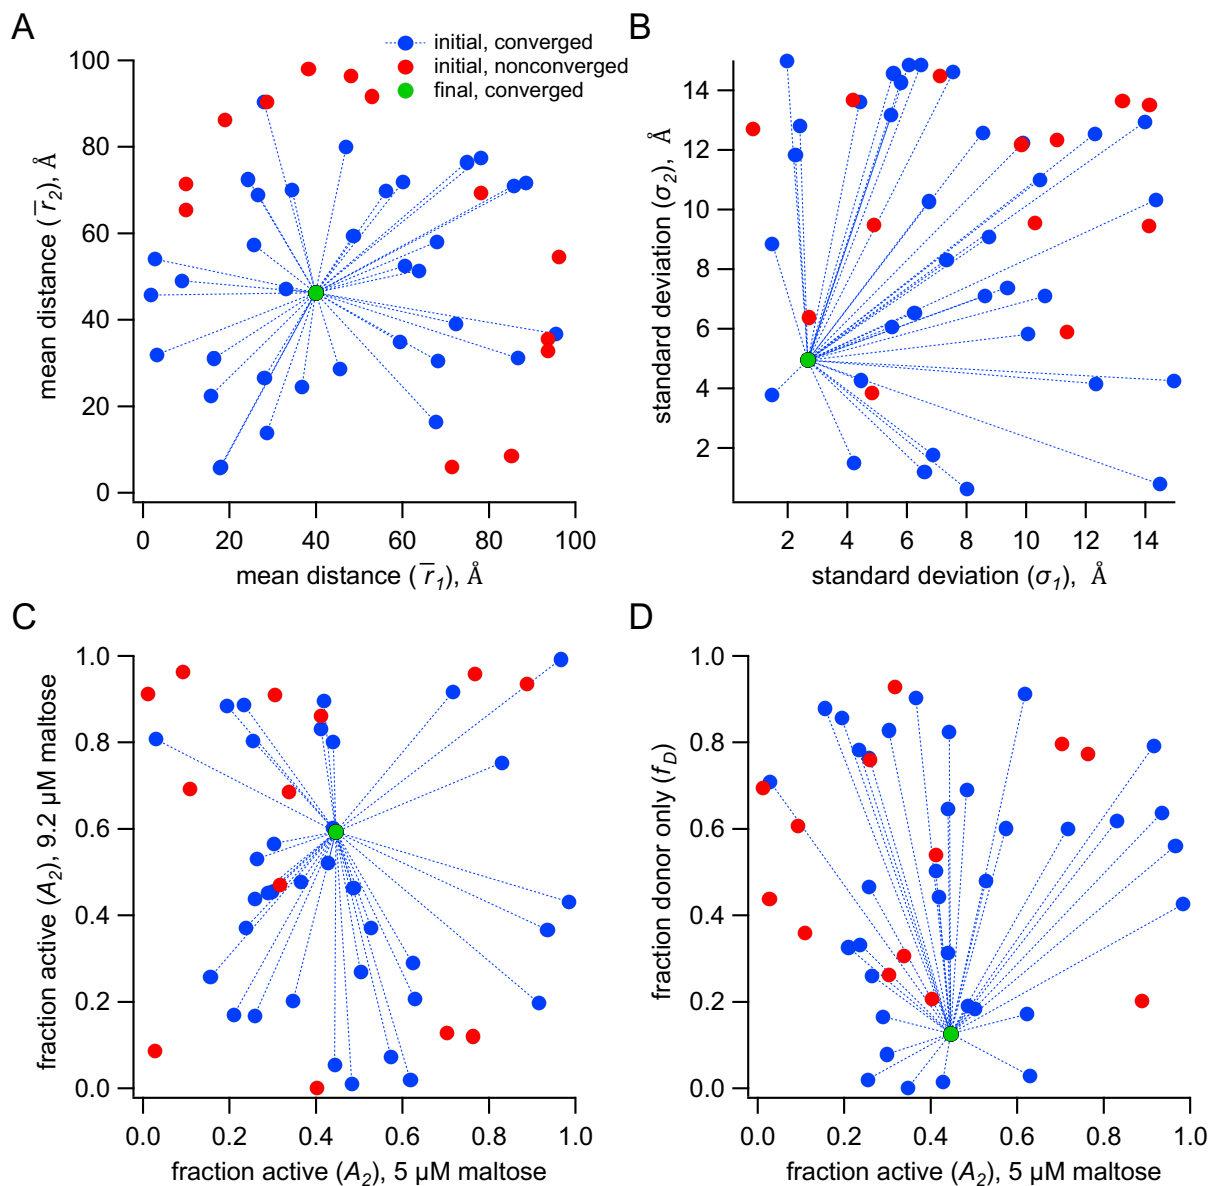 A
initial, converged
initial, nonconverged
final, converged
100
80
60
40
20
0
mean distance (r̅2), Å
0 20 40 60 80 100
mean distance (r̅1), Å
B
14
12
10
8
6
4
2
standard deviation (σ2), Å
2 4 6 8 10 12 14
standard deviation (σ1), Å
C
1.0
0.8
0.6
0.4
0.2
0.0
fraction active (A2), 9.2 µM maltose
0.0 0.2 0.4 0.6 0.8 1.0
fraction active (A2), 5 µM maltose
D
1.0
0.8
0.6
0.4
0.2
0.0
fraction donor only (fD)
0.0 0.2 0.4 0.6 0.8 1.0
fraction active (A2), 5 µM maltose